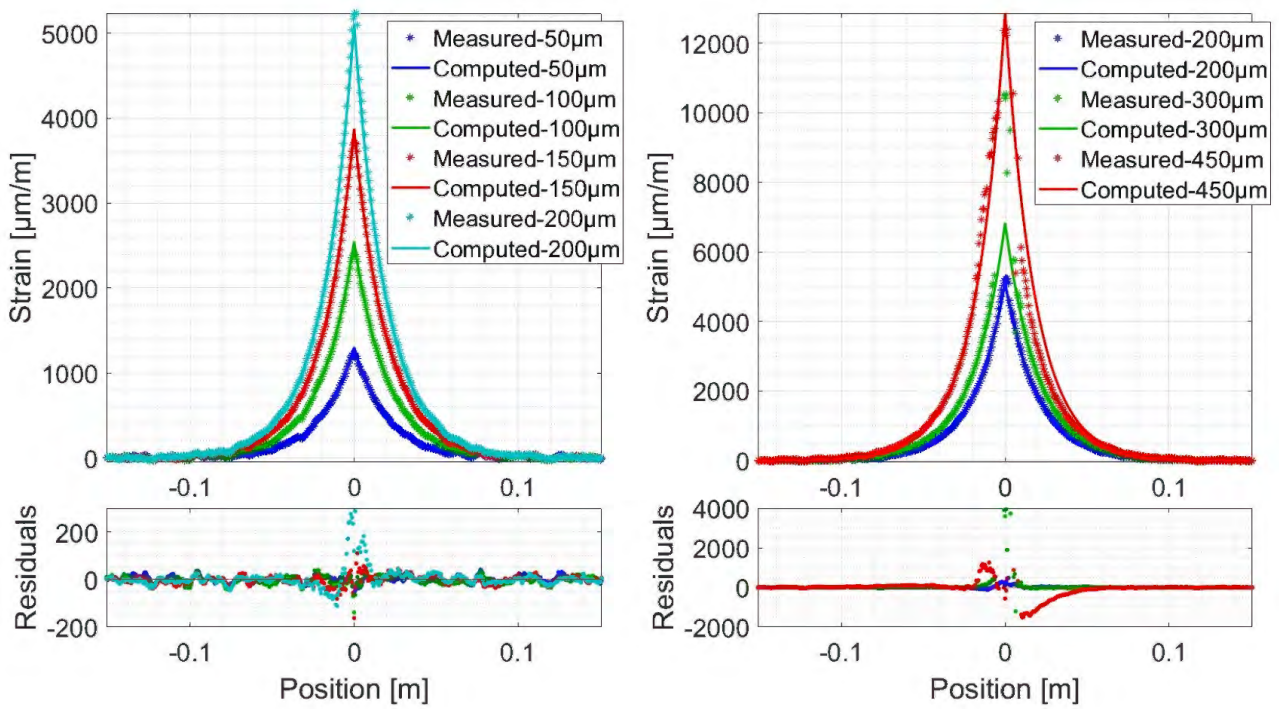 5000
4000
3000
2000
1000
0
Strain [µm/m]
Measured-50µm
Computed-50µm
Measured-100µm
Computed-100µm
Measured-150µm
Computed-150µm
Measured-200µm
Computed-200µm
-0.1
0
0.1
200
0
-200
Residuals
-0.1
0
0.1
Position [m]
12000
10000
8000
6000
4000
2000
0
Strain [µm/m]
Measured-200µm
Computed-200µm
Measured-300µm
Computed-300µm
Measured-450µm
Computed-450µm
-0.1
0
0.1
4000
2000
0
-2000
Residuals
-0.1
0
0.1
Position [m]